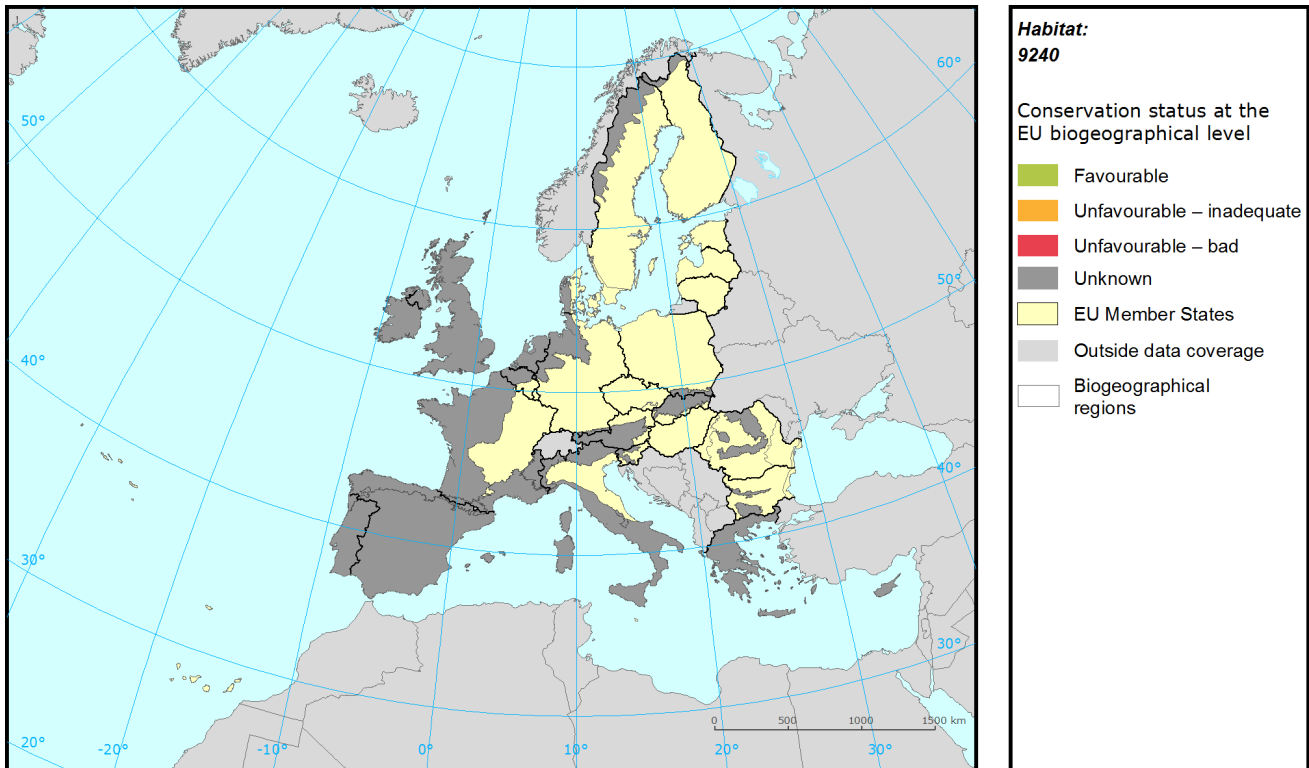 Habitat:
9240
Conservation status at the
EU biogeographical level
Favourable
Unfavourable – inadequate
Unfavourable – bad
Unknown
EU Member States
Outside data coverage
Biogeographical
regions
60°
50°
50°
40°
40°
30°
30°
0 500 1000 1500 km
20° -20° -10° 0° 10° 20° 30°